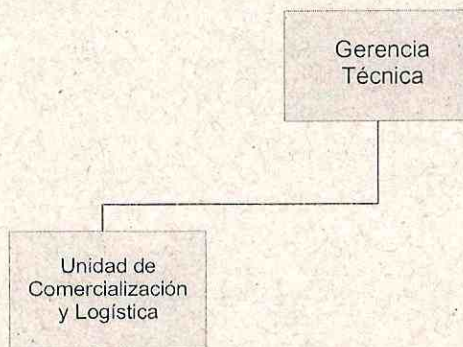 Gerencia
Técnica
Unidad de
Comercialización
y Logística